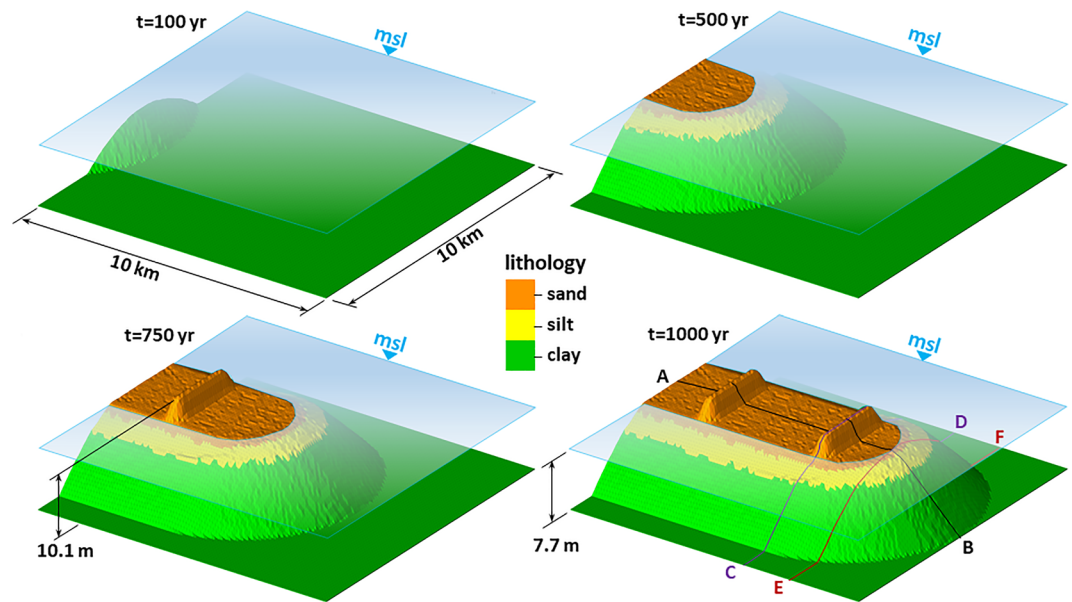 t=100 yr
msl
10 km
10 km
t=500 yr
msl
lithology
sand
silt
clay
t=750 yr
msl
10.1 m
t=1000 yr
msl
A
D
F
7.7 m
B
C
E